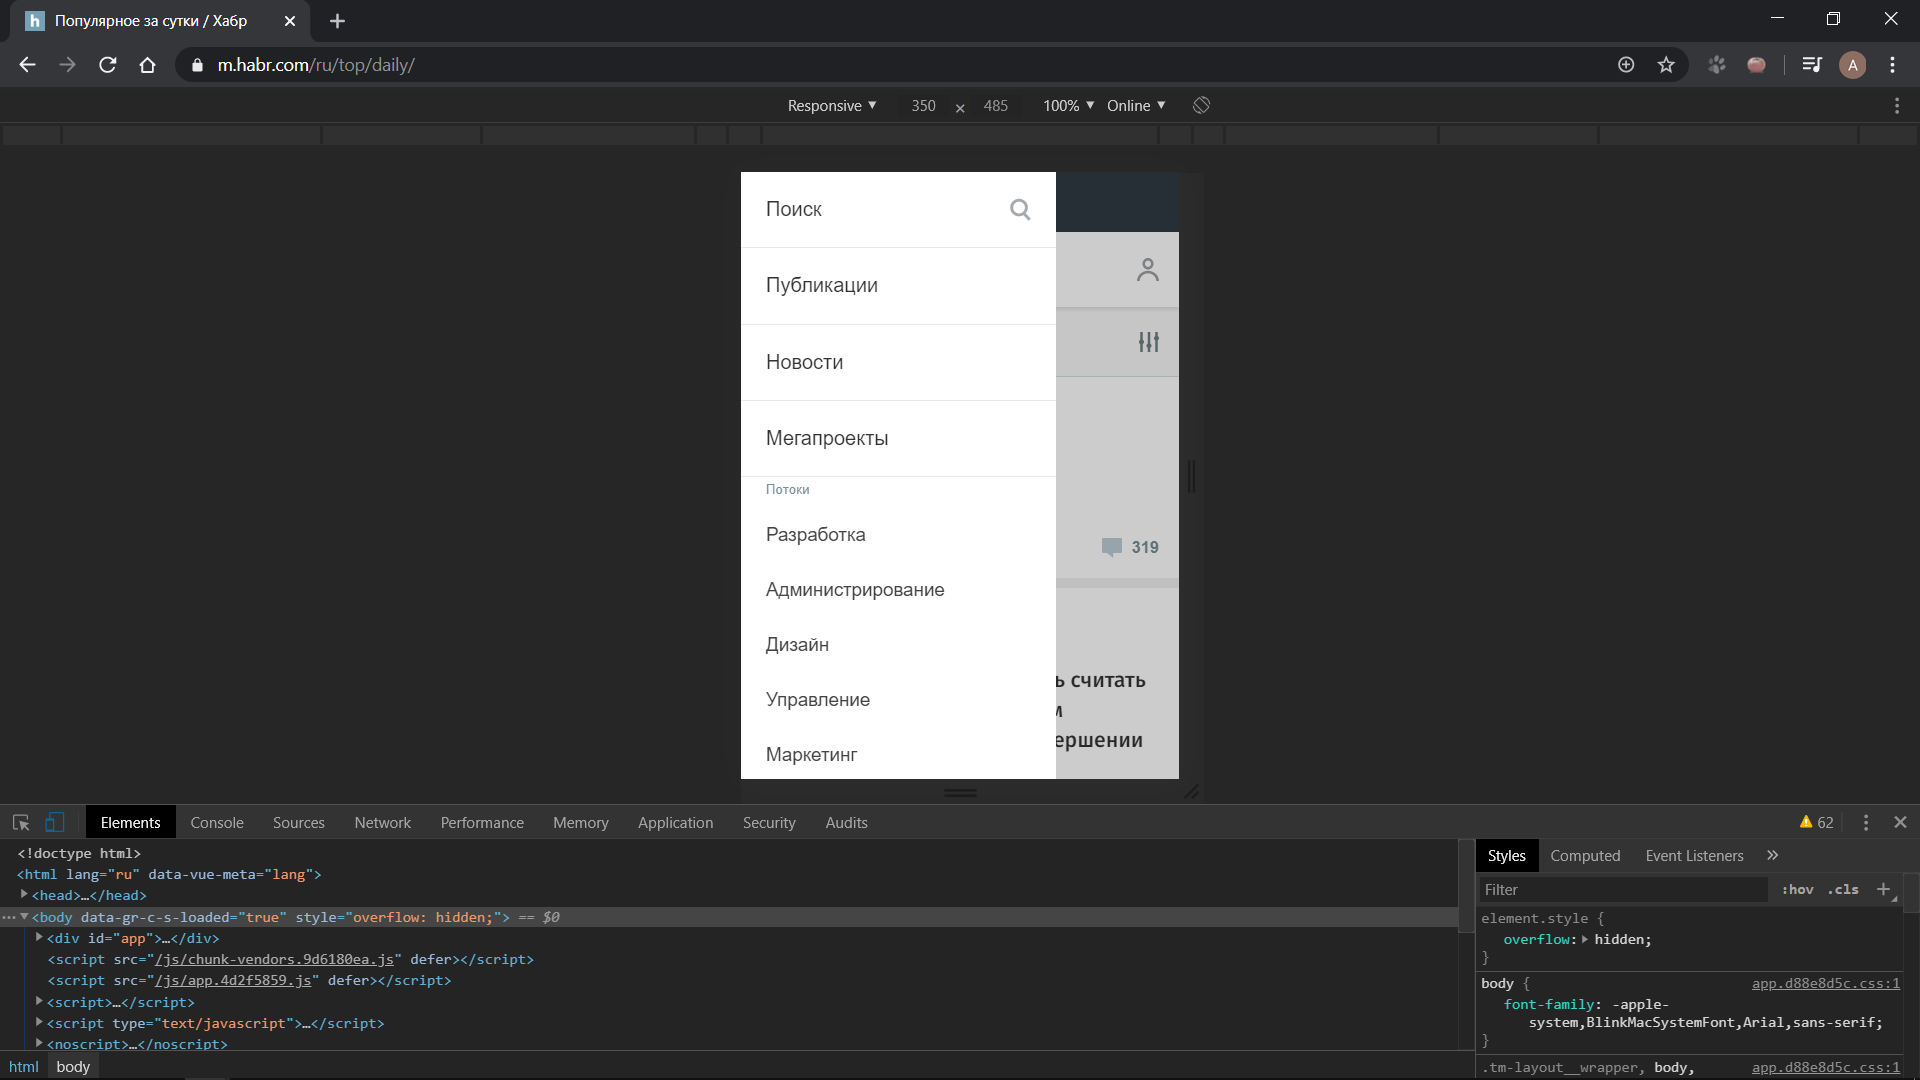 Популярное за сутки / Хабр
m.habr.com/ru/top/daily/
A
Responsive ▼ 350 × 485 100% ▼ Online ▼
Поиск
Публикации
Новости
Мегапроекты
Потоки
Разработка
319
Администрирование
Дизайн
ь считать
Управление
м
ершении
Маркетинг
Elements Console Sources Network Performance Memory Application Security Audits 62
<!doctype html>
<html lang="ru" data-vue-meta="lang">
<head>…</head>
<body data-gr-c-s-loaded="true" style="overflow: hidden;"> == $0
<div id="app">…</div>
<script src="/js/chunk-vendors.9d6180ea.js" defer></script>
<script src="/js/app.4d2f5859.js" defer></script>
<script>…</script>
<script type="text/javascript">…</script>
<noscript>…</noscript>
html body
Styles Computed Event Listeners »
Filter :hov .cls +
element.style {
overflow: hidden;
}
body { app.d88e8d5c.css:1
font-family: -apple-
system,BlinkMacSystemFont,Arial,sans-serif;
}
.tm-layout__wrapper, body, app.d88e8d5c.css:1